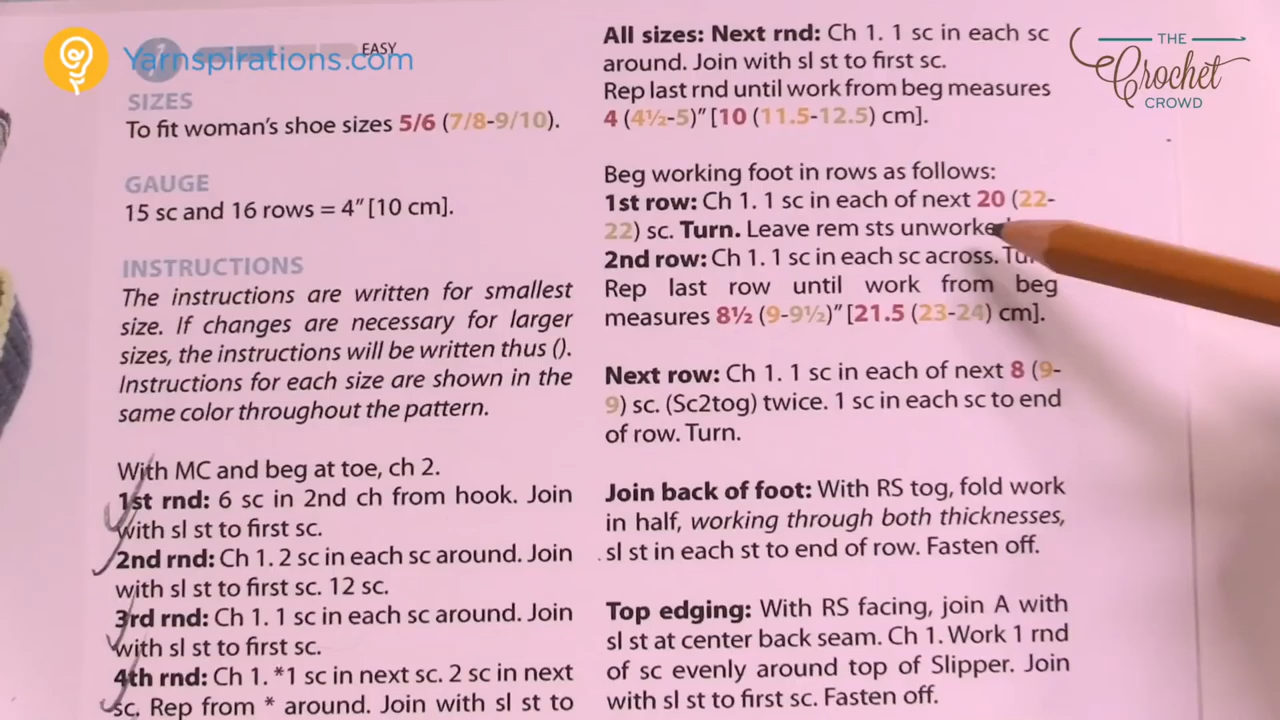 Yarnspirations.com
EASY
THE
Crochet
CROWD
SIZES
To fit woman's shoe sizes 5/6 (7/8-9/10).
GAUGE
15 sc and 16 rows = 4" [10 cm].
INSTRUCTIONS
The instructions are written for smallest
size. If changes are necessary for larger
sizes, the instructions will be written thus ().
Instructions for each size are shown in the
same color throughout the pattern.
With MC and beg at toe, ch 2.
1st rnd: 6 sc in 2nd ch from hook. Join
with sl st to first sc.
2nd rnd: Ch 1. 2 sc in each sc around. Join
with sl st to first sc. 12 sc.
3rd rnd: Ch 1. 1 sc in each sc around. Join
with sl st to first sc.
4th rnd: Ch 1. *1 sc in next sc. 2 sc in next
sc. Rep from * around. Join with sl st to
All sizes: Next rnd: Ch 1. 1 sc in each sc
around. Join with sl st to first sc.
Rep last rnd until work from beg measures
4 (4½-5)" [10 (11.5-12.5) cm].
Beg working foot in rows as follows:
1st row: Ch 1. 1 sc in each of next 20 (22-
22) sc. Turn. Leave rem sts
2nd row: Ch 1. 1 sc in each sc across.
Rep last row until work from beg
measures 8½ (9-9½)" [21.5 (23-24) cm].
Next row: Ch 1. 1 sc in each of next 8 (9-
9) sc. (Sc2tog) twice. 1 sc in each sc to end
of row. Turn.
Join back of foot: With RS tog, fold work
in half, working through both thicknesses,
sl st in each st to end of row. Fasten off.
Top edging: With RS facing, join A with
sl st at center back seam. Ch 1. Work 1 rnd
of sc evenly around top of Slipper. Join
with sl st to first sc. Fasten off.